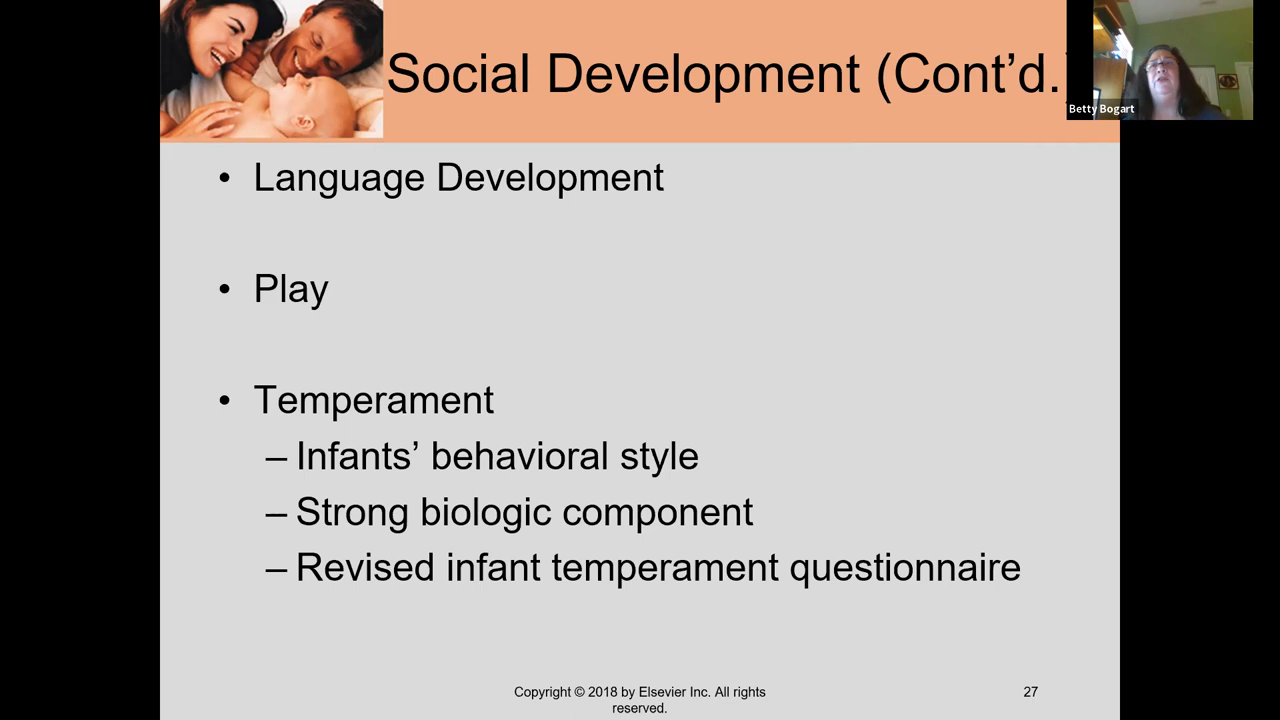 Social Development (Cont’d.)
Betty Bogart
• Language Development
• Play
• Temperament
– Infants’ behavioral style
– Strong biologic component
– Revised infant temperament questionnaire
Copyright © 2018 by Elsevier Inc. All rights
reserved.
27